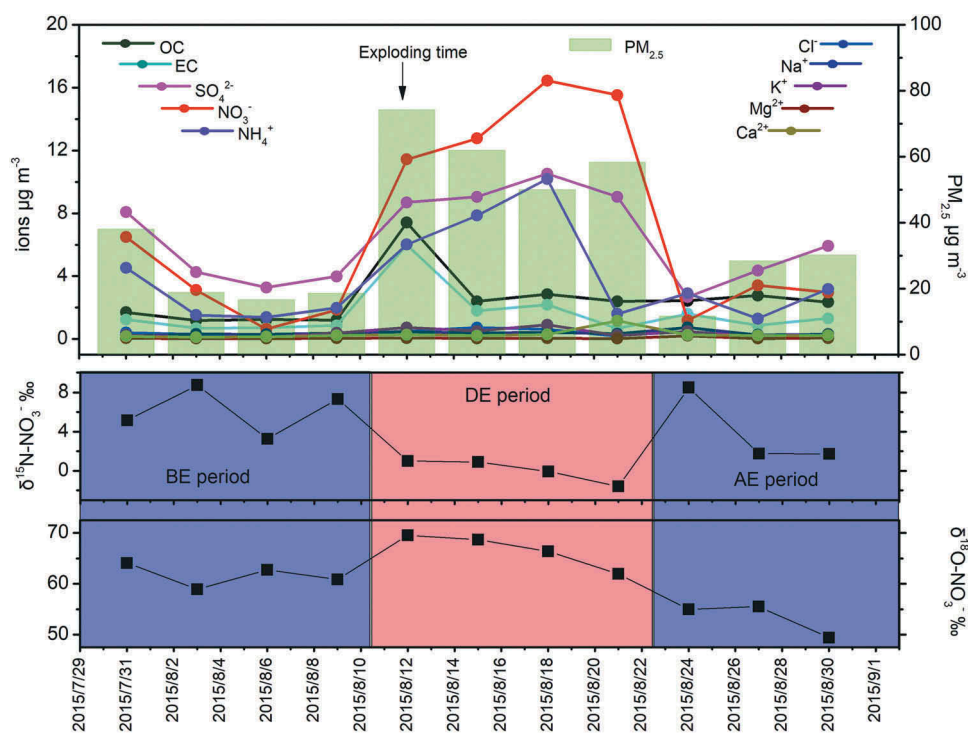 20
16
12
8
4
0
ions µg m⁻³
OC
EC
SO₄²⁻
NO₃⁻
NH₄⁺
Exploding time
PM₂.₅
Cl⁻
Na⁺
K⁺
Mg²⁺
Ca²⁺
100
80
60
40
20
0
PM₂.₅ µg m⁻³
8
4
0
δ¹⁵N-NO₃⁻ ‰
BE period
DE period
AE period
70
60
50
δ¹⁸O-NO₃⁻ ‰
2015/7/29
2015/7/31
2015/8/2
2015/8/4
2015/8/6
2015/8/8
2015/8/10
2015/8/12
2015/8/14
2015/8/16
2015/8/18
2015/8/20
2015/8/22
2015/8/24
2015/8/26
2015/8/28
2015/8/30
2015/9/1